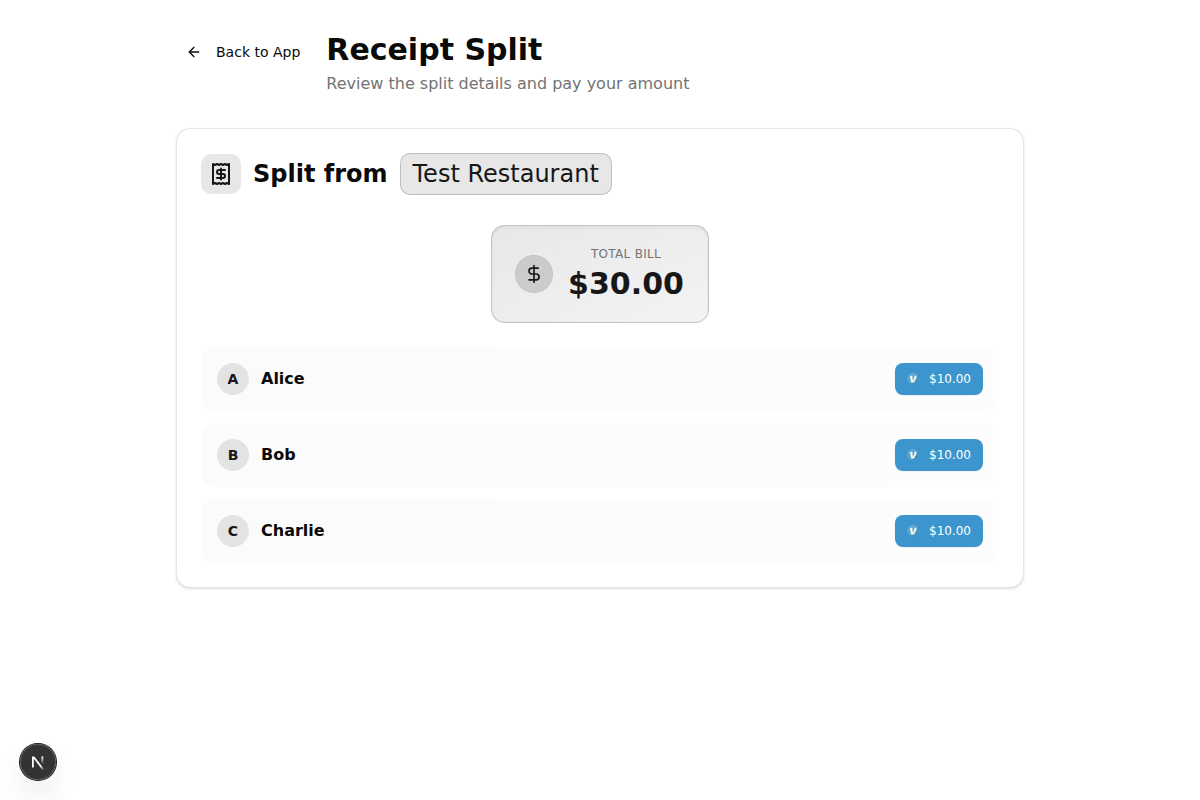 Back to App
Receipt Split
Review the split details and pay your amount
Split from Test Restaurant
TOTAL BILL
$30.00
A Alice V $10.00
B Bob V $10.00
C Charlie V $10.00
N